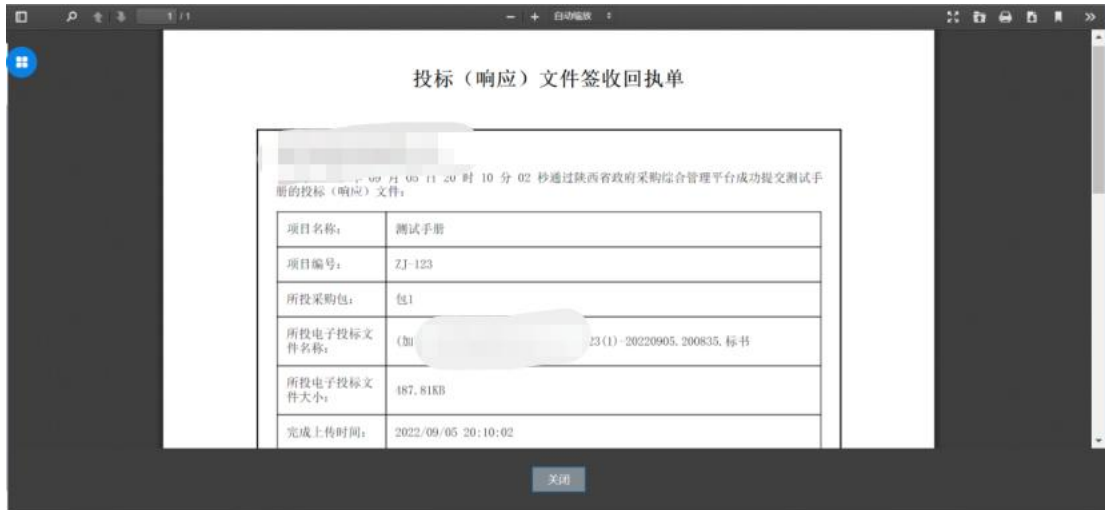 1 / 1
自动缩放
投标（响应）文件签收回执单
20 时 10 分 02 秒通过陕西省政府采购综合管理平台成功提交测试手
册的投标（响应）文件：
项目名称：
测试手册
项目编号：
ZJ-123
所投采购包：
包1
所投电子投标文
件名称：
(加
23(1)-20220905.200835.标书
所投电子投标文
件大小：
487.81KB
完成上传时间：
2022/09/05 20:10:02
关闭